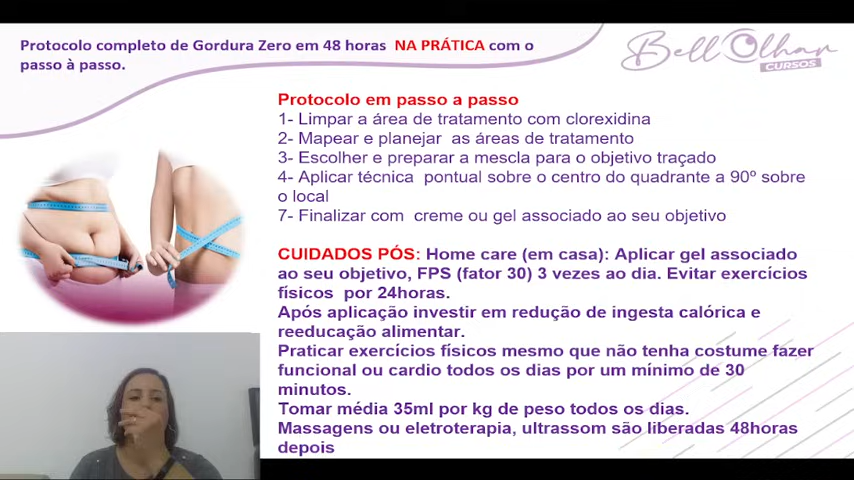 Protocolo completo de Gordura Zero em 48 horas  NA PRÁTICA com o
passo à passo.
Bell Olhar
CURSOS
Protocolo em passo a passo
1- Limpar a área de tratamento com clorexidina
2- Mapear e planejar  as áreas de tratamento
3- Escolher e preparar a mescla para o objetivo traçado
4- Aplicar técnica  pontual sobre o centro do quadrante a 90º sobre
o local
7- Finalizar com  creme ou gel associado ao seu objetivo
CUIDADOS PÓS: Home care (em casa): Aplicar gel associado
ao seu objetivo, FPS (fator 30) 3 vezes ao dia. Evitar exercícios
físicos  por 24horas.
Após aplicação investir em redução de ingesta calórica e
reeducação alimentar.
Praticar exercícios físicos mesmo que não tenha costume fazer
funcional ou cardio todos os dias por um mínimo de 30
minutos.
Tomar média 35ml por kg de peso todos os dias.
Massagens ou eletroterapia, ultrassom são liberadas 48horas
depois